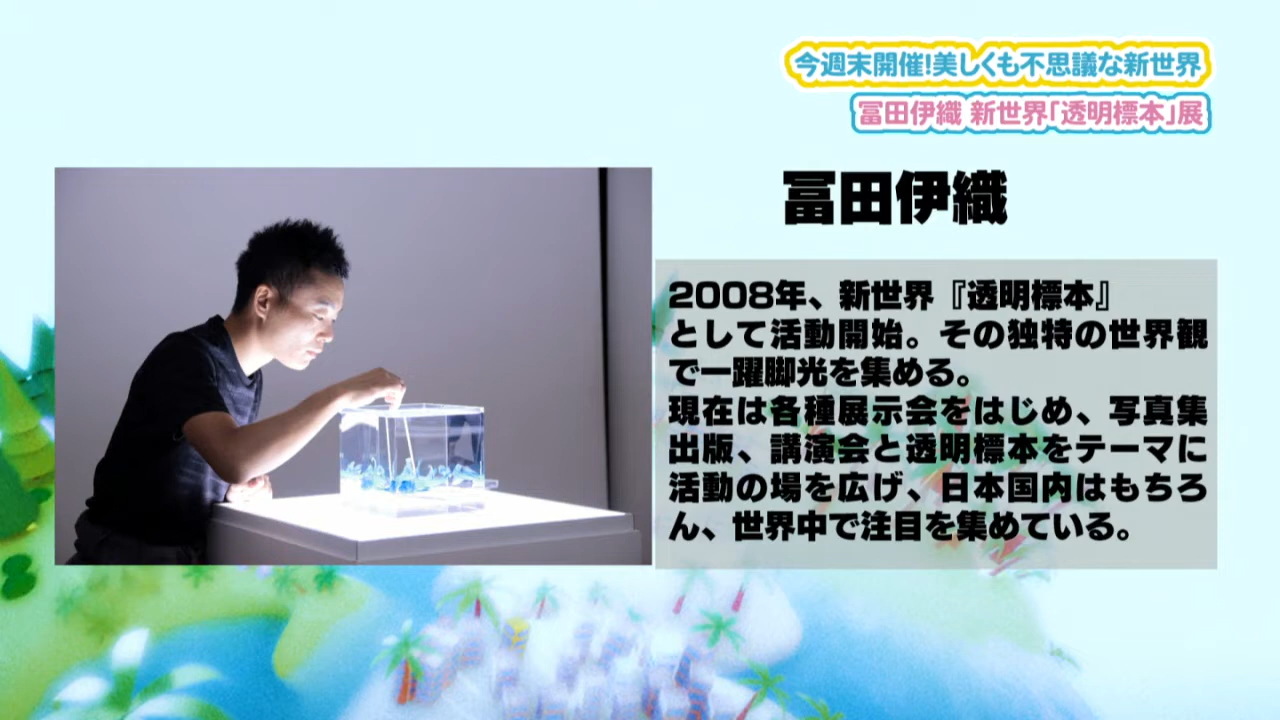 今週末開催!美しくも不思議な新世界
冨田伊織 新世界「透明標本」展
冨田伊織
2008年、新世界『透明標本』
として活動開始。その独特の世界観
で一躍脚光を集める。
現在は各種展示会をはじめ、写真集
出版、講演会と透明標本をテーマに
活動の場を広げ、日本国内はもちろ
ん、世界中で注目を集めている。